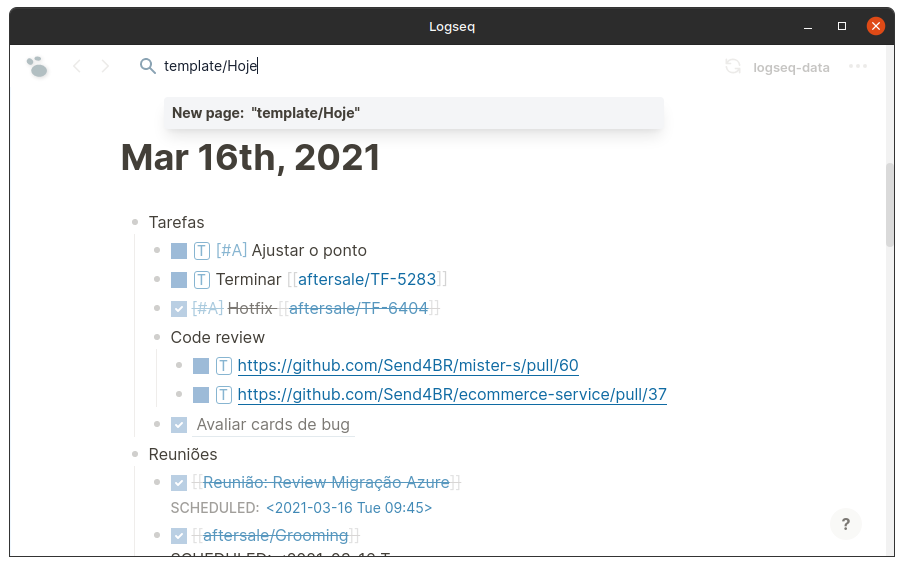 Logseq
template/Hoje
logseq-data
New page: "template/Hoje"
Mar 16th, 2021
Tarefas
T [#A] Ajustar o ponto
T Terminar [[aftersale/TF-5283]]
[#A] Hotfix [[aftersale/TF-6404]]
Code review
T https://github.com/Send4BR/mister-s/pull/60
T https://github.com/Send4BR/ecommerce-service/pull/37
Avaliar cards de bug
Reuniões
[[Reunião: Review Migração Azure]]
SCHEDULED: <2021-03-16 Tue 09:45>
[[aftersale/Grooming]]
?